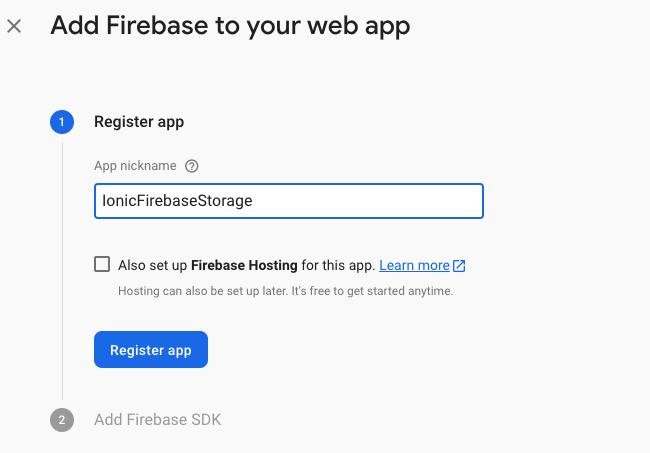 Add Firebase to your web app
1
Register app
App nickname
IonicFirebaseStorage
Also set up Firebase Hosting for this app. Learn more
Hosting can also be set up later. It's free to get started anytime.
Register app
2
Add Firebase SDK